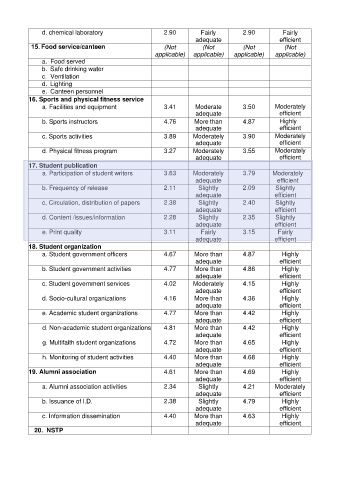 d. chemical laboratory 2.90 Fairly adequate 2.90 Fairly efficient
15. Food service/canteen (Not applicable) (Not applicable) (Not applicable) (Not applicable)
a. Food served
b. Safe drinking water
c. Ventilation
d. Lighting
e. Canteen personnel
16. Sports and physical fitness service
a. Facilities and equipment 3.41 Moderate adequate 3.50 Moderately efficient
b. Sports instructors 4.76 More than adequate 4.87 Highly efficient
c. Sports activities 3.89 Moderately adequate 3.90 Moderately efficient
d. Physical fitness program 3.27 Moderately adequate 3.55 Moderately efficient
17. Student publication
a. Participation of student writers 3.63 Moderately adequate 3.79 Moderately efficient
b. Frequency of release 2.11 Slightly adequate 2.09 Slightly efficient
c. Circulation, distribution of papers 2.38 Slightly adequate 2.40 Slightly efficient
d. Content /issues/information 2.28 Slightly adequate 2.35 Slightly efficient
e. Print quality 3.11 Fairly adequate 3.15 Fairly efficient
18. Student organization
a. Student government officers 4.67 More than adequate 4.87 Highly efficient
b. Student government activities 4.77 More than adequate 4.86 Highly efficient
c. Student government services 4.02 Moderately adequate 4.15 Highly efficient
d. Socio-cultural organizations 4.16 More than adequate 4.36 Highly efficient
e. Academic student organizations 4.77 More than adequate 4.42 Highly efficient
d. Non-academic student organizations 4.81 More than adequate 4.42 Highly efficient
g. Multifaith student organizations 4.72 More than adequate 4.65 Highly efficient
h. Monitoring of student activities 4.40 More than adequate 4.68 Highly efficient
19. Alumni association 4.61 More than adequate 4.69 Highly efficient
a. Alumni association activities 2.34 Slightly adequate 4.21 Moderately efficient
b. Issuance of I.D. 2.38 Slightly adequate 4.79 Highly efficient
c. Information dissemination 4.40 More than adequate 4.63 Highly efficient
20. NSTP